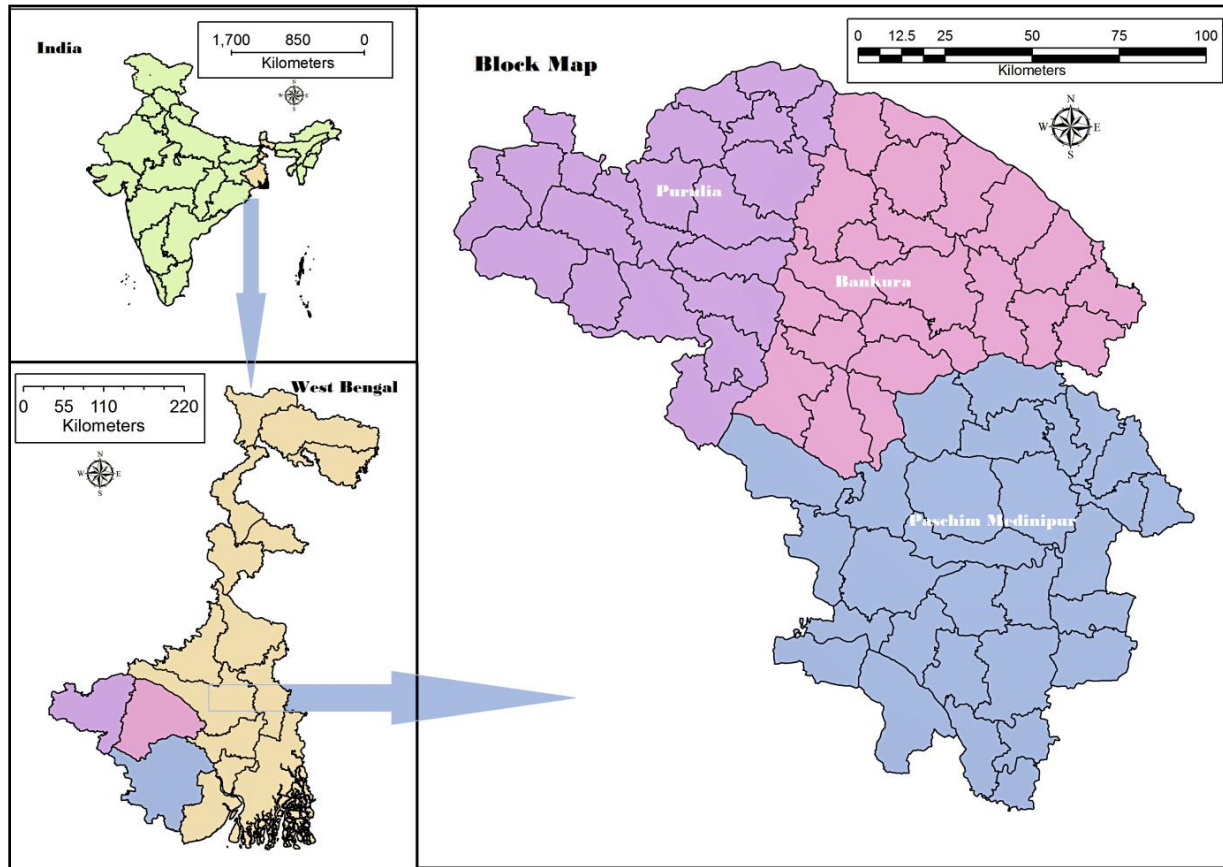 India
1,700 850 0
Kilometers
N
W E
S
West Bengal
0 55 110 220
Kilometers
N
W E
S
Block Map
0 12.5 25 50 75 100
Kilometers
N
W E
S
Purulia
Bankura
Paschim Medinipur